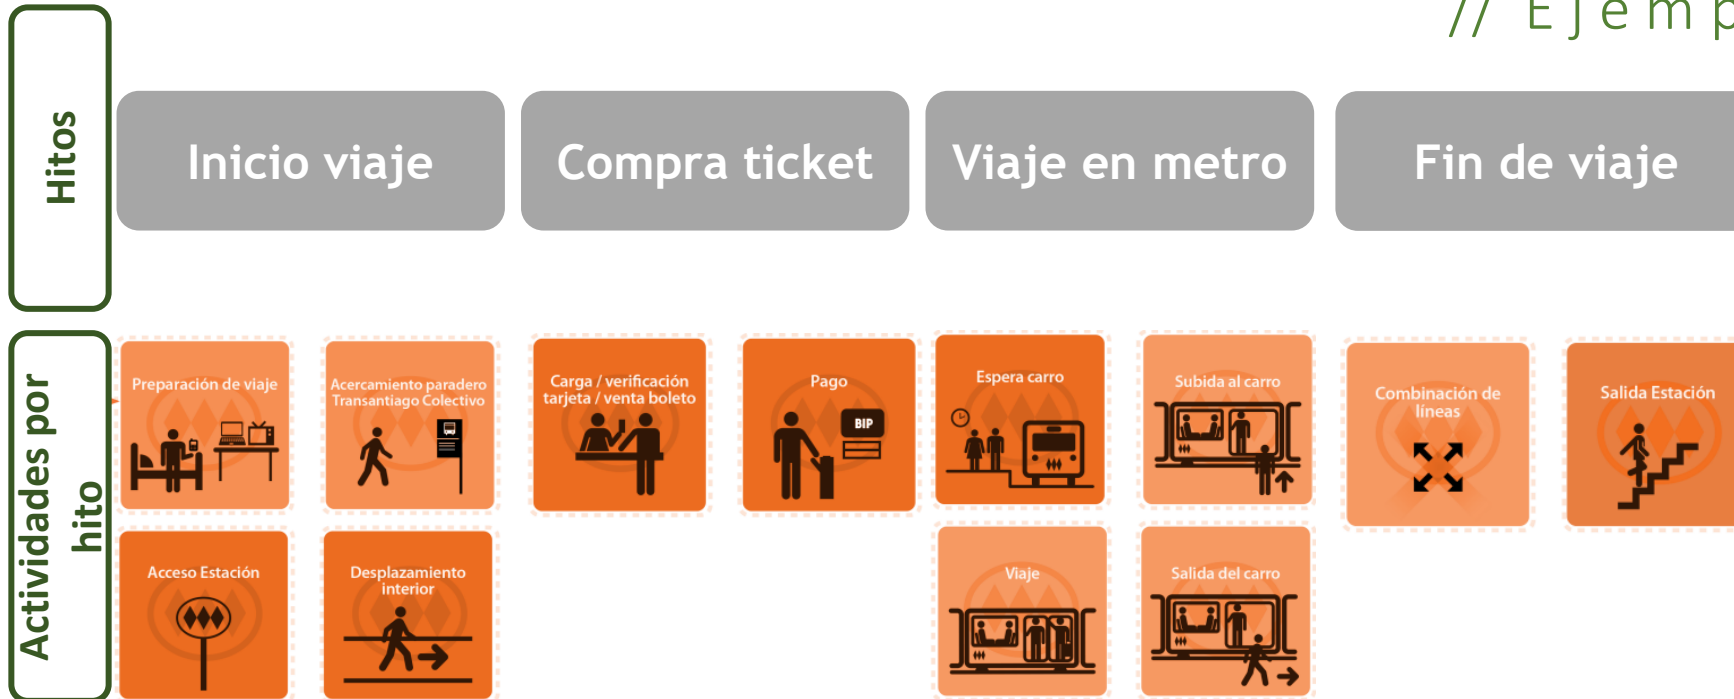 // Ejemp
Hitos
Inicio viaje
Compra ticket
Viaje en metro
Fin de viaje
Actividades por
hito
Preparación de viaje
Acercamiento paradero
Transantiago Colectivo
Carga / verificación
tarjeta / venta boleto
Pago
BIP
Espera carro
Subida al carro
Combinación de
líneas
Salida Estación
Acceso Estación
Desplazamiento
interior
Viaje
Salida del carro